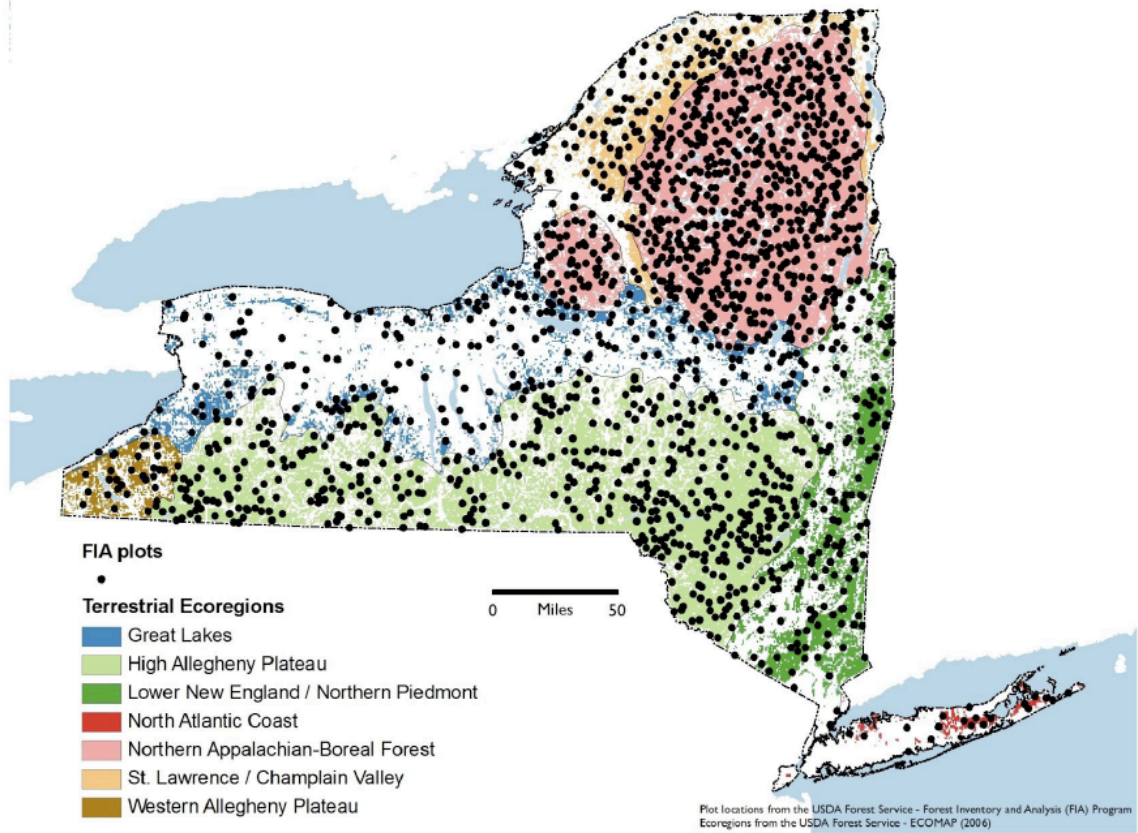 FIA plots
Terrestrial Ecoregions
Great Lakes
High Allegheny Plateau
Lower New England / Northern Piedmont
North Atlantic Coast
Northern Appalachian-Boreal Forest
St. Lawrence / Champlain Valley
Western Allegheny Plateau
0 Miles 50
Plot locations from the USDA Forest Service - Forest Inventory and Analysis (FIA) Program
Ecoregions from the USDA Forest Service - ECOMAP (2006)